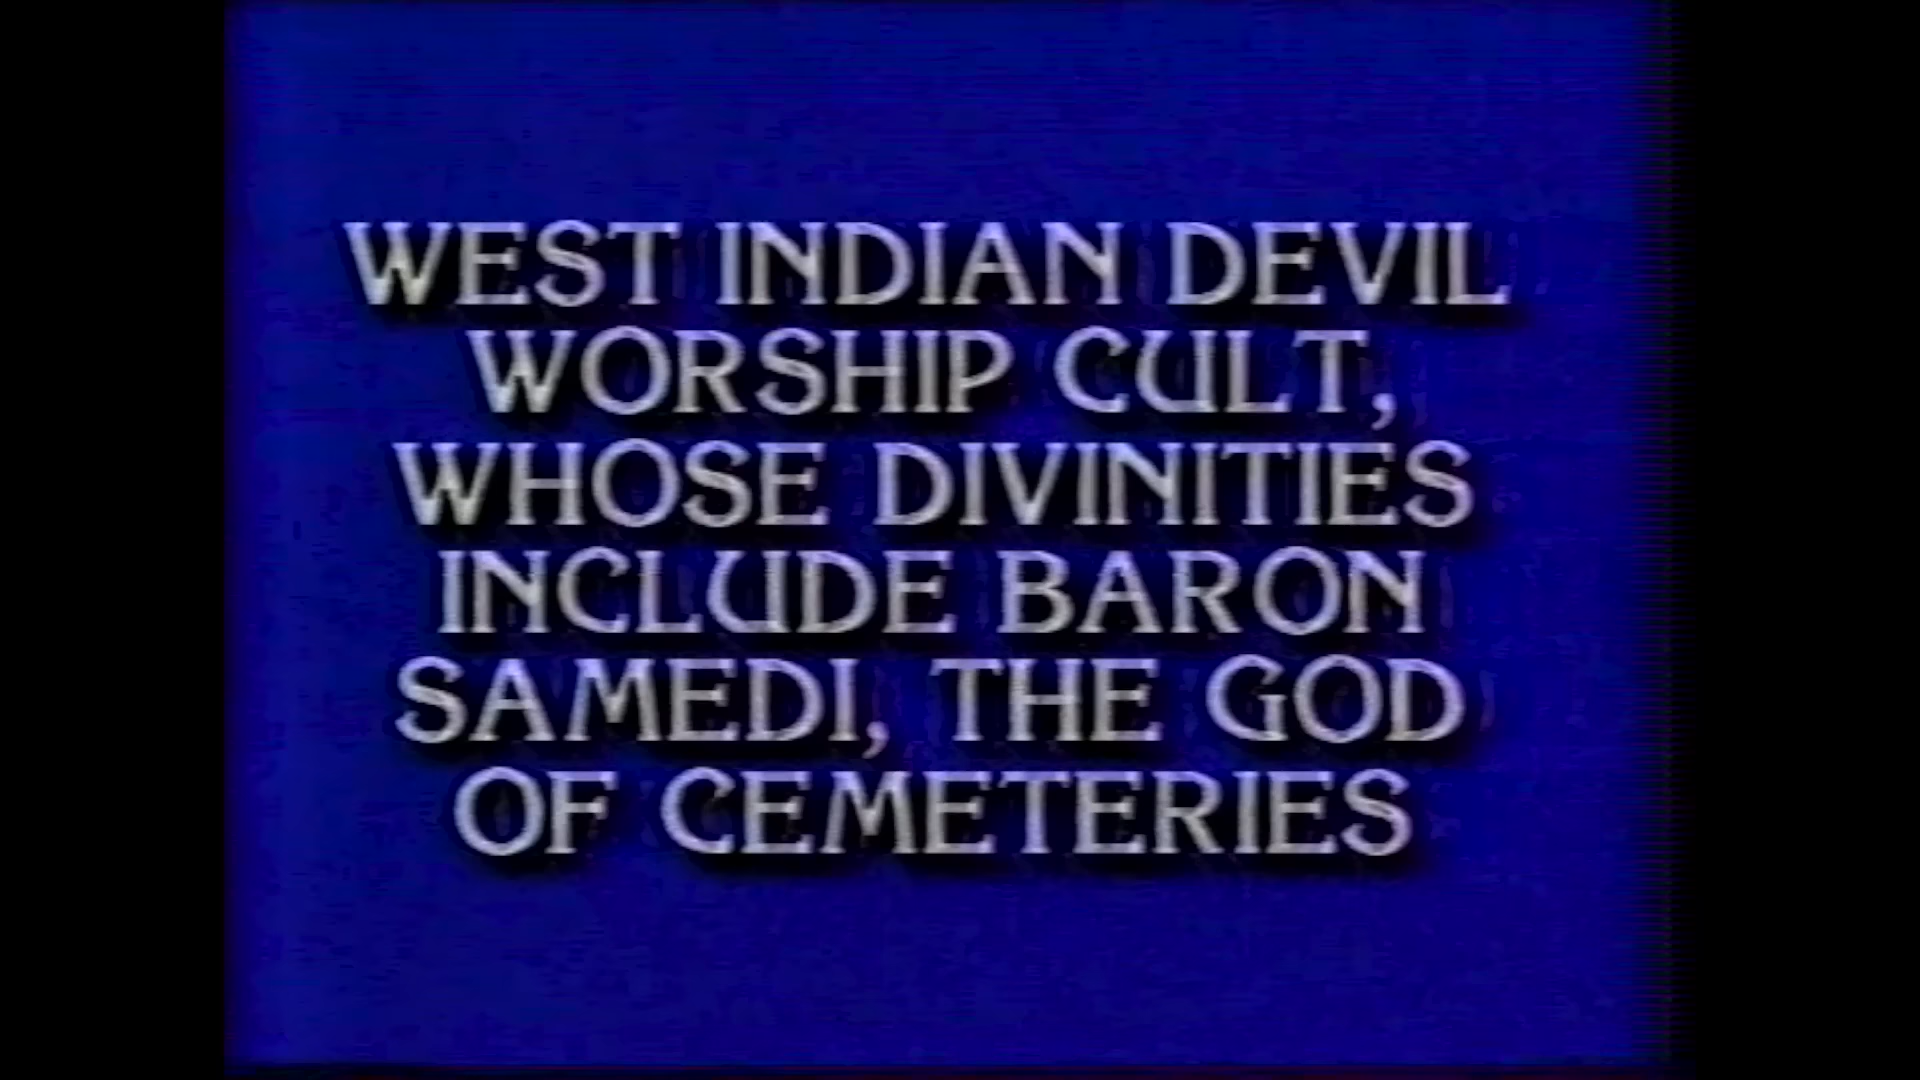 WEST INDIAN DEVIL
WORSHIP CULT,
WHOSE DIVINITIES
INCLUDE BARON
SAMEDI, THE GOD
OF CEMETERIES